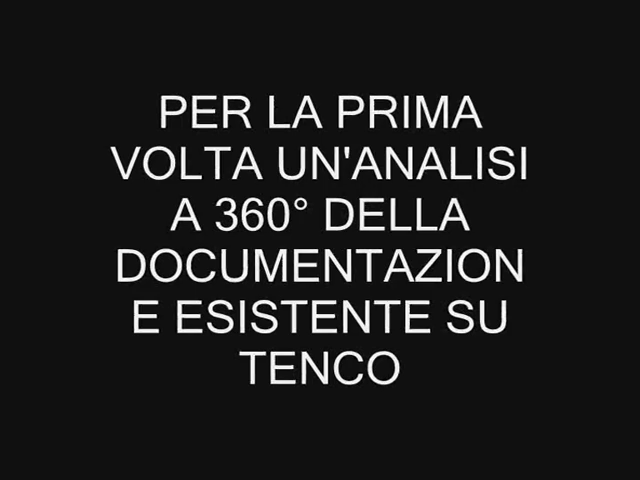 PER LA PRIMA
VOLTA UN'ANALISI
A 360° DELLA
DOCUMENTAZION
E ESISTENTE SU
TENCO